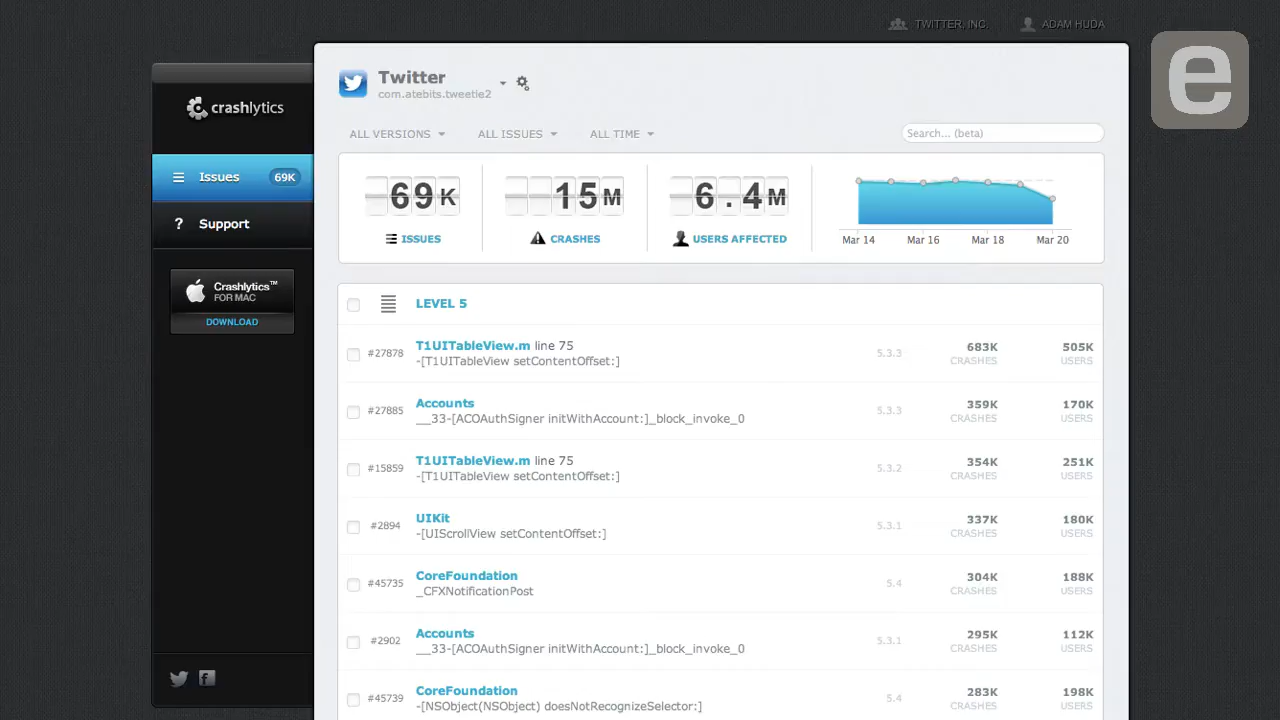 TWITTER, INC.
ADAM HUDA
e
crashlytics
Issues 69K
? Support
Crashlytics™
FOR MAC
DOWNLOAD
Twitter
com.atebits.tweetie2
ALL VERSIONS
ALL ISSUES
ALL TIME
Search... (beta)
69K
ISSUES
15M
CRASHES
6.4M
USERS AFFECTED
Mar 14 Mar 16 Mar 18 Mar 20
LEVEL 5
#27878
T1UITableView.m line 75
-[T1UITableView setContentOffset:]
5.3.3
683K
CRASHES
505K
USERS
#27885
Accounts
__33-[ACOAuthSigner initWithAccount:]_block_invoke_0
5.3.3
359K
CRASHES
170K
USERS
#15859
T1UITableView.m line 75
-[T1UITableView setContentOffset:]
5.3.2
354K
CRASHES
251K
USERS
#2894
UIKit
-[UIScrollView setContentOffset:]
5.3.1
337K
CRASHES
180K
USERS
#45735
CoreFoundation
_CFXNotificationPost
5.4
304K
CRASHES
188K
USERS
#2902
Accounts
__33-[ACOAuthSigner initWithAccount:]_block_invoke_0
5.3.1
295K
CRASHES
112K
USERS
#45739
CoreFoundation
-[NSObject(NSObject) doesNotRecognizeSelector:]
5.4
283K
CRASHES
198K
USERS